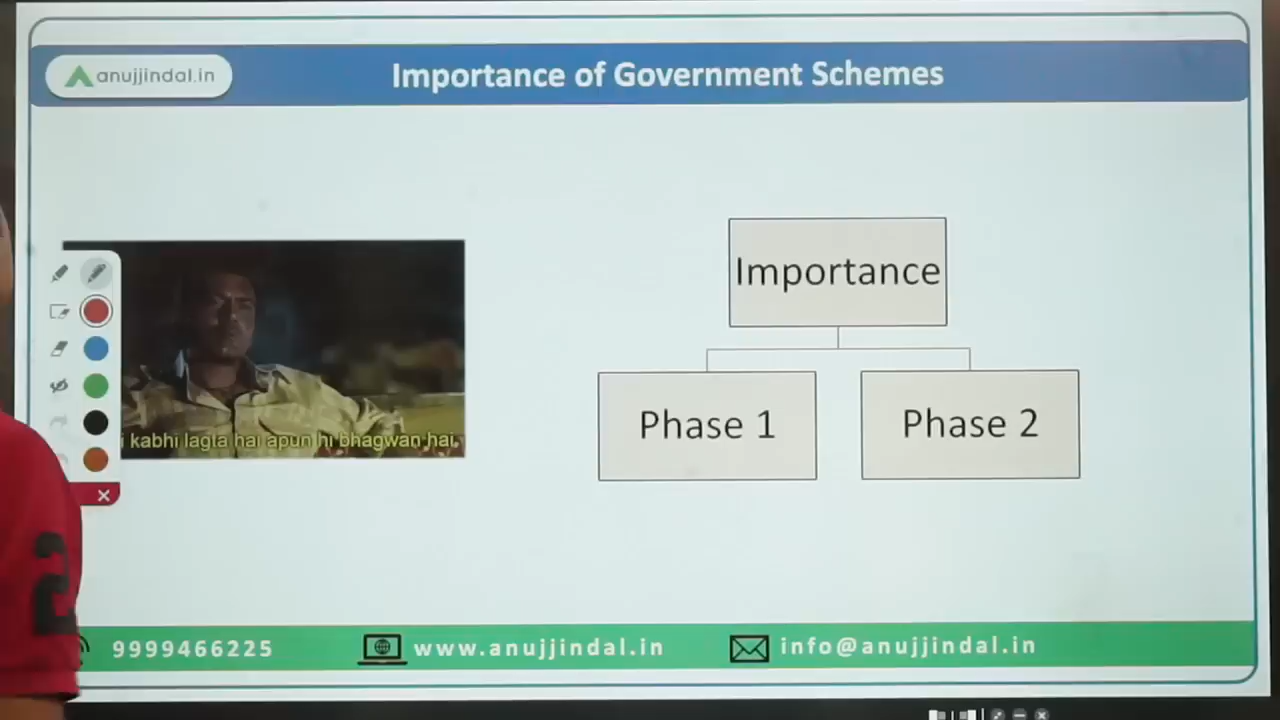 anujjindal.in
Importance of Government Schemes
Importance
Phase 1
Phase 2
i kabhi lagta hai apun hi bhagwan hai.
2
9999466225
www.anujjindal.in
info@anujjindal.in